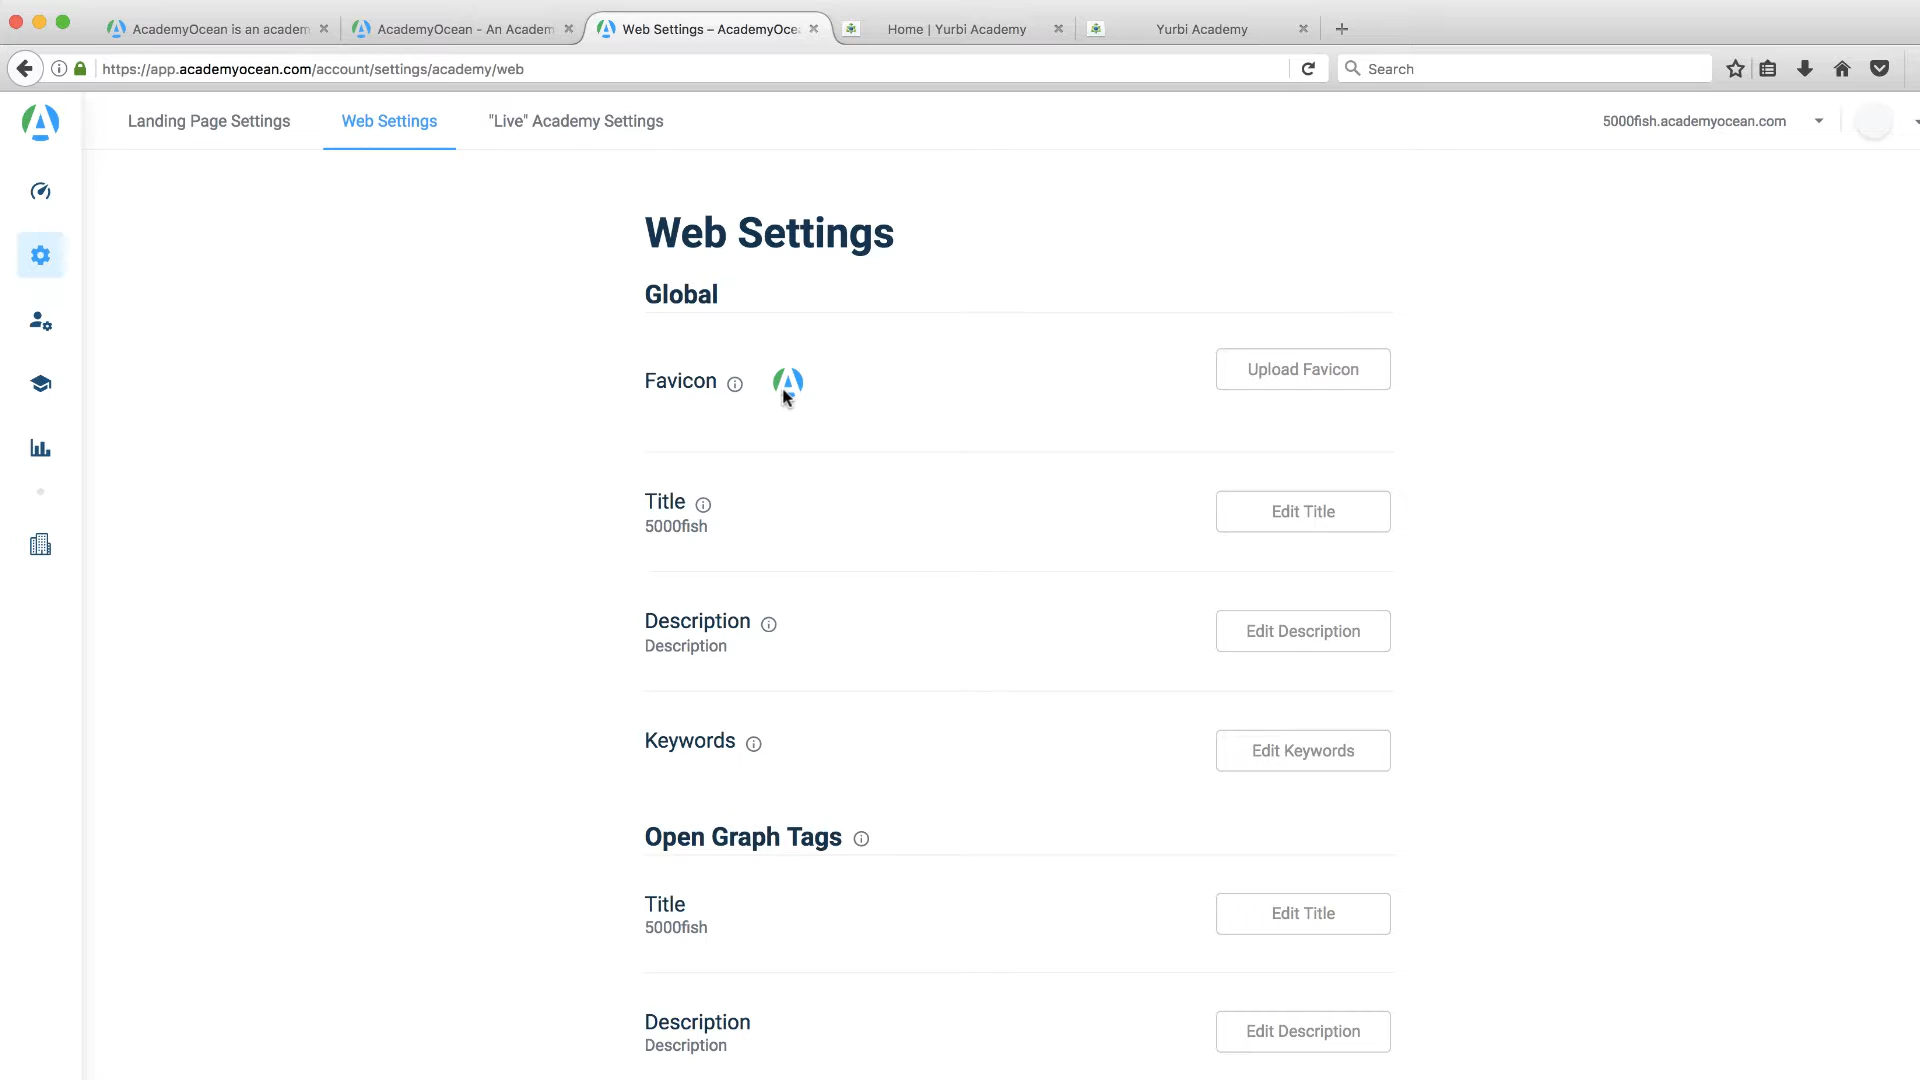 AcademyOcean is an academ
AcademyOcean - An Academ
Web Settings – AcademyOcea
Home | Yurbi Academy
Yurbi Academy
https://app.academyocean.com/account/settings/academy/web
Search
Landing Page Settings
Web Settings
"Live" Academy Settings
5000fish.academyocean.com
Web Settings
Global
Favicon
Upload Favicon
Title
5000fish
Edit Title
Description
Description
Edit Description
Keywords
Edit Keywords
Open Graph Tags
Title
5000fish
Edit Title
Description
Description
Edit Description